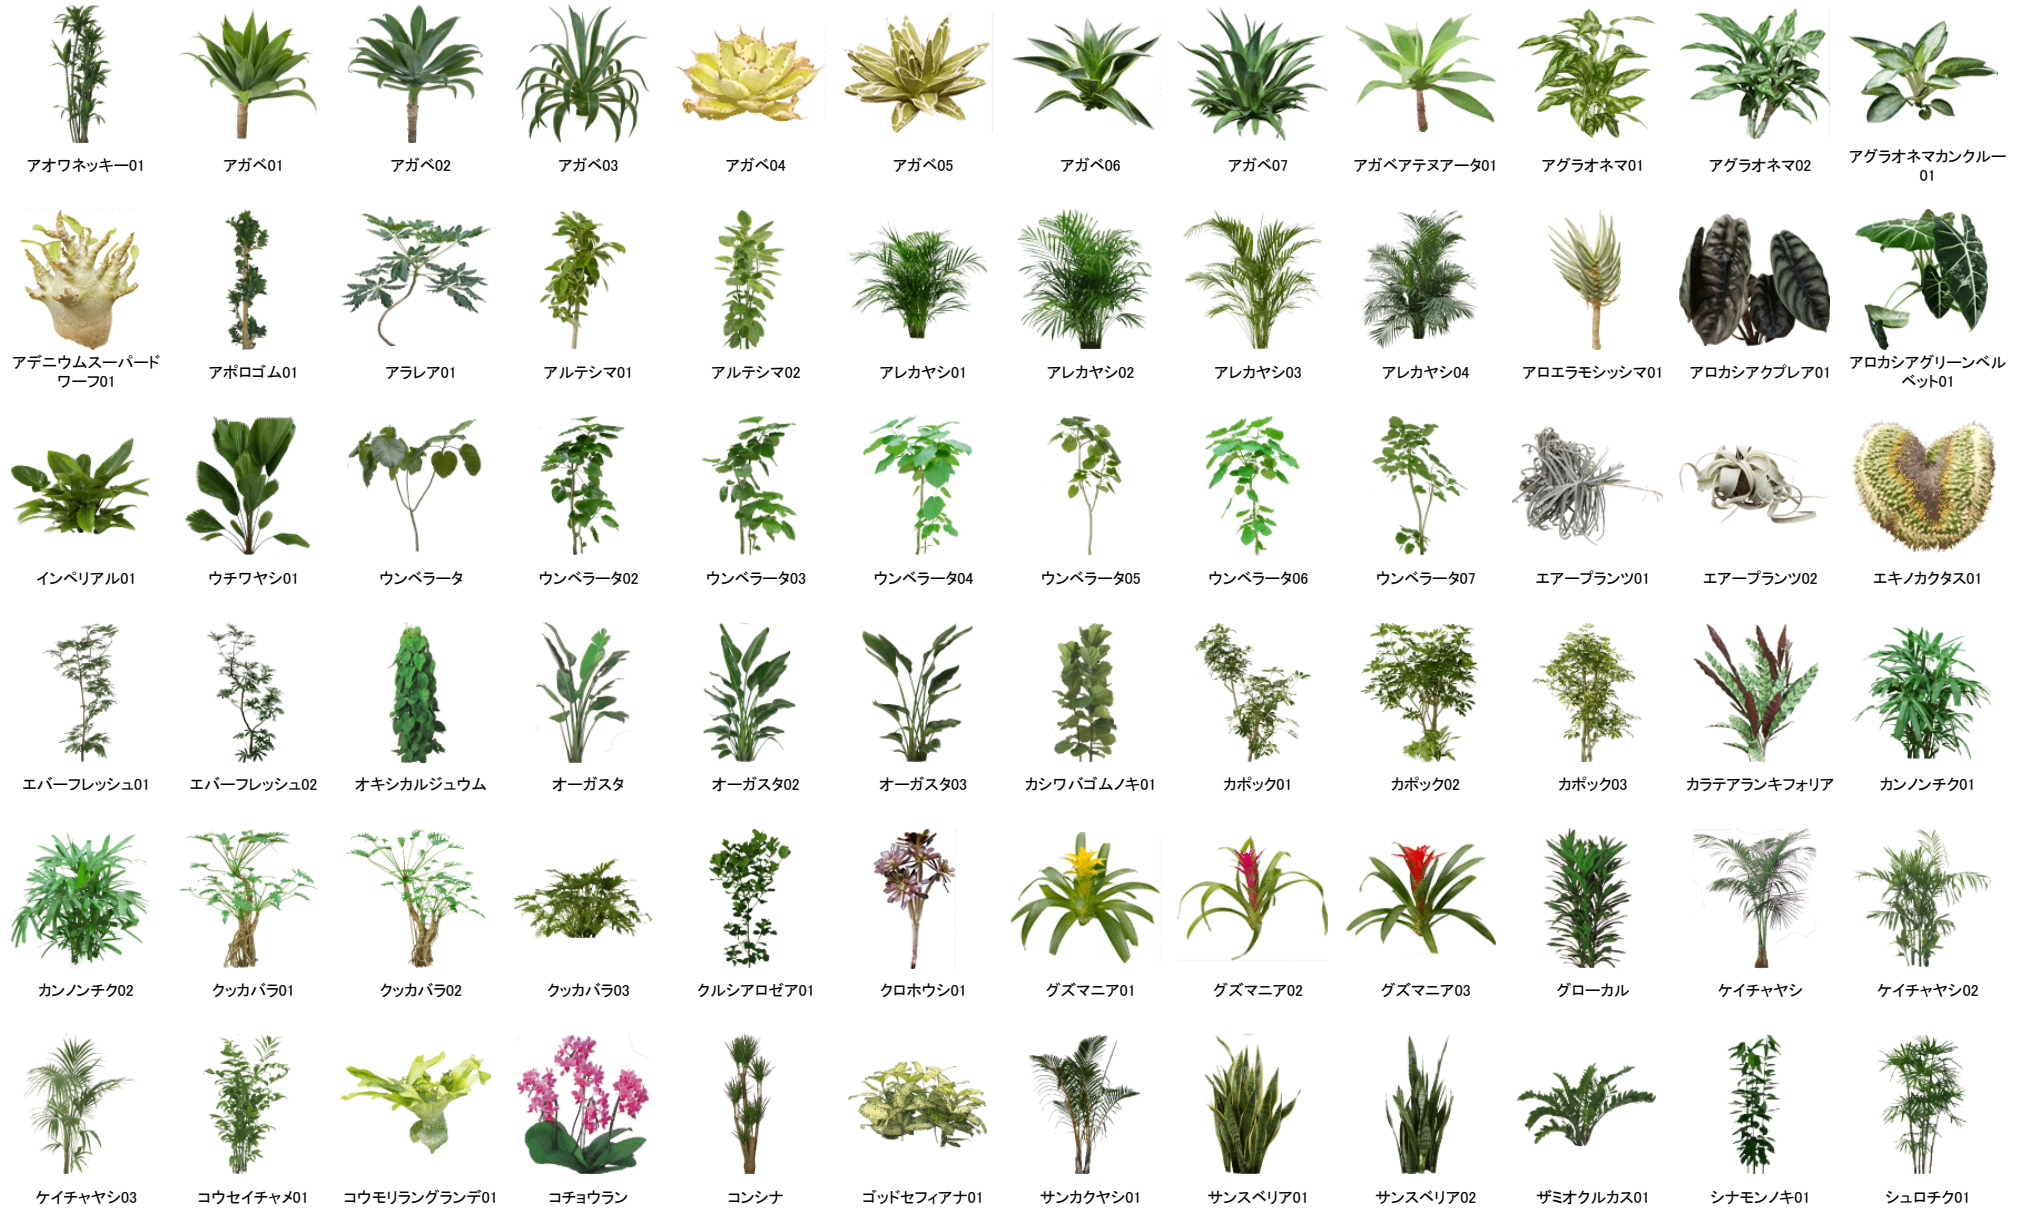 アオワネッキー01
アガベ01
アガベ02
アガベ03
アガベ04
アガベ05
アガベ06
アガベ07
アガベアテヌアータ01
アグラオネマ01
アグラオネマ02
アグラオネマカンクルー
01
アデニウムスーパード
ワーフ01
アポロゴム01
アラレア01
アルテシマ01
アルテシマ02
アレカヤシ01
アレカヤシ02
アレカヤシ03
アレカヤシ04
アロエラモシッシマ01
アロカシアクプレア01
アロカシアグリーンベル
ベット01
インペリアル01
ウチワヤシ01
ウンベラータ
ウンベラータ02
ウンベラータ03
ウンベラータ04
ウンベラータ05
ウンベラータ06
ウンベラータ07
エアープランツ01
エアープランツ02
エキノカクタス01
エバーフレッシュ01
エバーフレッシュ02
オキシカルジュウム
オーガスタ
オーガスタ02
オーガスタ03
カシワバゴムノキ01
カポック01
カポック02
カポック03
カラテアランキフォリア
カンノンチク01
カンノンチク02
クッカバラ01
クッカバラ02
クッカバラ03
クルシアロゼア01
クロホウシ01
グズマニア01
グズマニア02
グズマニア03
グローカル
ケイチャヤシ
ケイチャヤシ02
ケイチャヤシ03
コウセイチャメ01
コウモリラングランデ01
コチョウラン
コンシナ
ゴッドセフィアナ01
サンカクヤシ01
サンスベリア01
サンスベリア02
ザミオクルカス01
シナモンノキ01
シュロチク01